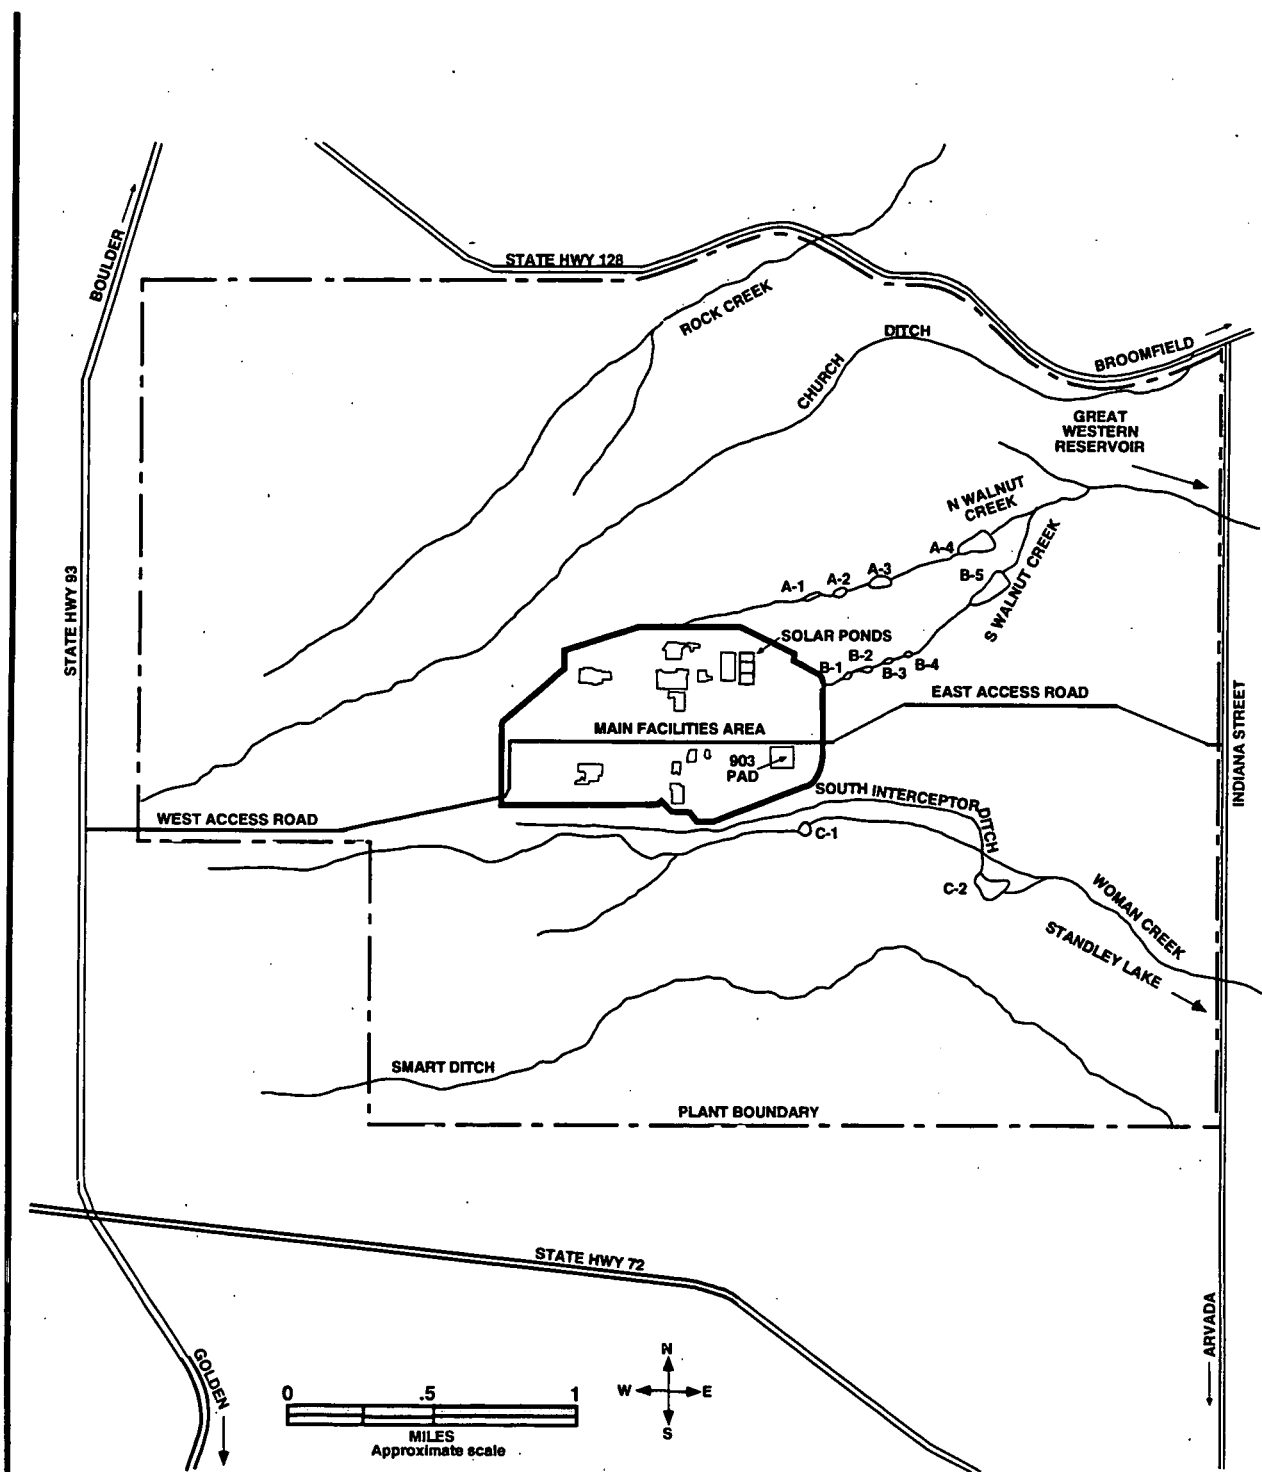 BOULDER
STATE HWY 128
ROCK CREEK
CHURCH
DITCH
BROOMFIELD
GREAT
WESTERN
RESERVOIR
N WALNUT
CREEK
A-4
A-3
A-2
A-1
B-5
S WALNUT CREEK
STATE HWY 93
SOLAR PONDS
B-1
B-2
B-3
B-4
EAST ACCESS ROAD
INDIANA STREET
MAIN FACILITIES AREA
903
PAD
SOUTH INTERCEPTOR
DITCH
WEST ACCESS ROAD
C-1
C-2
WOMAN CREEK
STANDLEY LAKE
SMART DITCH
PLANT BOUNDARY
STATE HWY 72
ARVADA
GOLDEN
N
W E
S
0 .5 1
MILES
Approximate scale